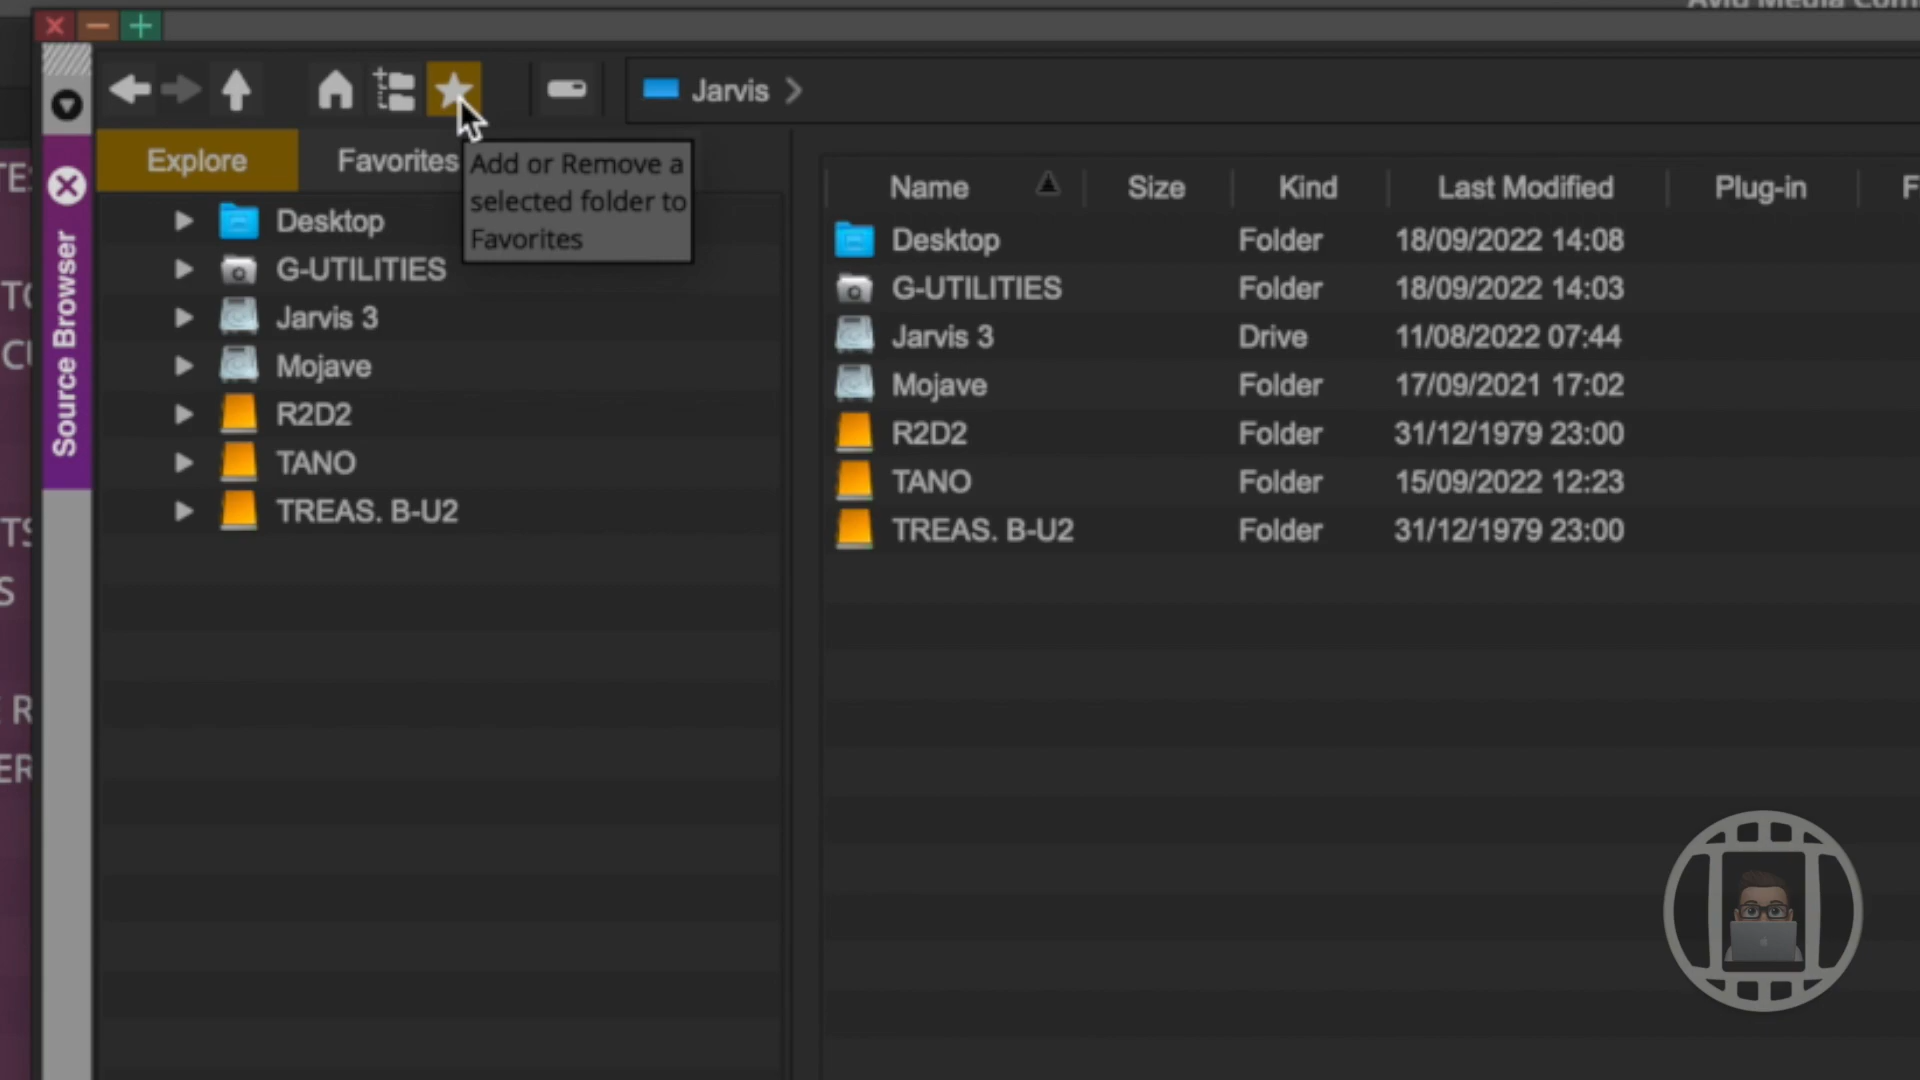 Jarvis
Explore
Favorites
Add or Remove a
selected folder to
Favorites
Source Browser
Desktop
G-UTILITIES
Jarvis 3
Mojave
R2D2
TANO
TREAS. B-U2
Name Size Kind Last Modified Plug-in
Desktop Folder 18/09/2022 14:08
G-UTILITIES Folder 18/09/2022 14:03
Jarvis 3 Drive 11/08/2022 07:44
Mojave Folder 17/09/2021 17:02
R2D2 Folder 31/12/1979 23:00
TANO Folder 15/09/2022 12:23
TREAS. B-U2 Folder 31/12/1979 23:00